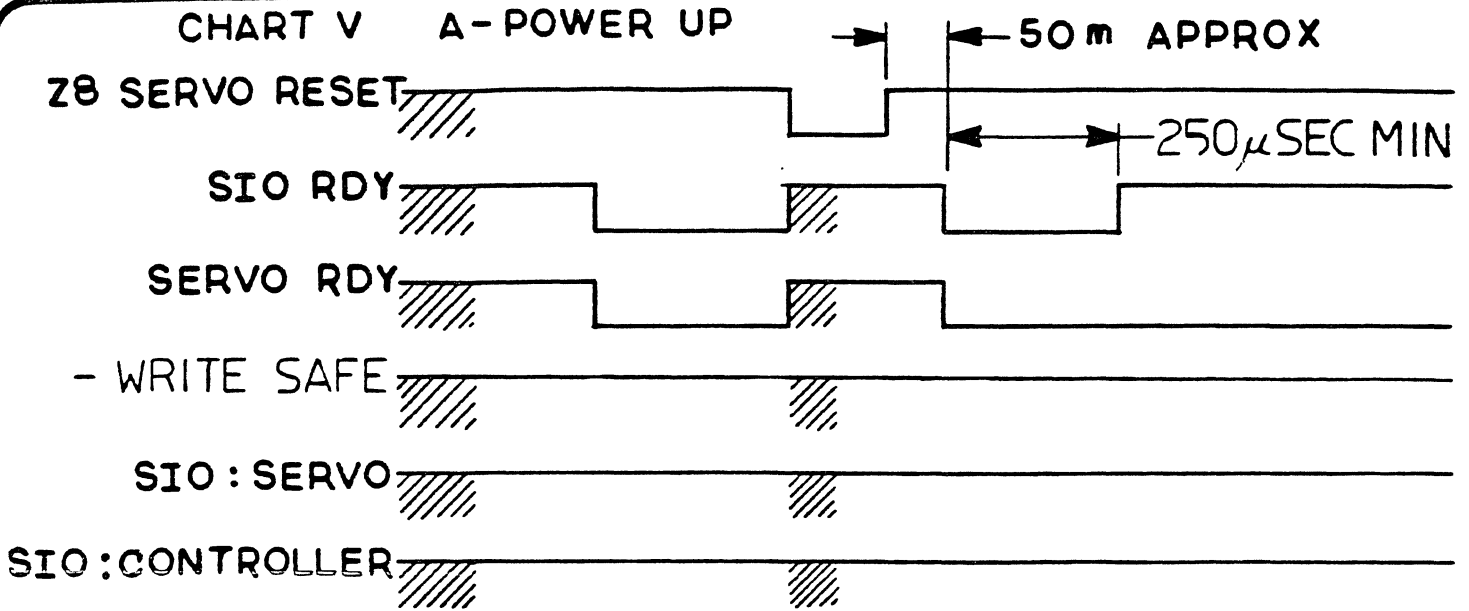 CHART V A-POWER UP
50m APPROX
Z8 SERVO RESET
250μSEC MIN
SIO RDY
SERVO RDY
- WRITE SAFE
SIO:SERVO
SIO:CONTROLLER